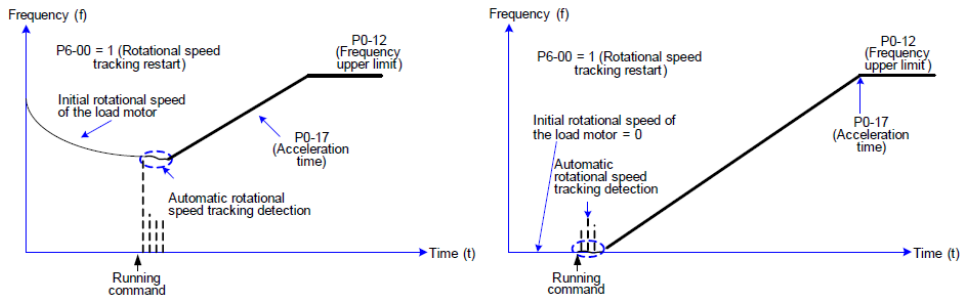 Frequency (f)
P6-00 = 1 (Rotational speed
tracking restart)
P0-12
(Frequency
upper limit)
Initial rotational speed
of the load motor
P0-17
(Acceleration
time)
Automatic rotational
speed tracking detection
Time (t)
Running
command
Frequency (f)
P6-00 = 1 (Rotational speed
tracking restart)
P0-12
(Frequency
upper limit)
Initial rotational speed of
the load motor = 0
P0-17
(Acceleration
time)
Automatic
rotational speed
tracking detection
Time (t)
Running
command